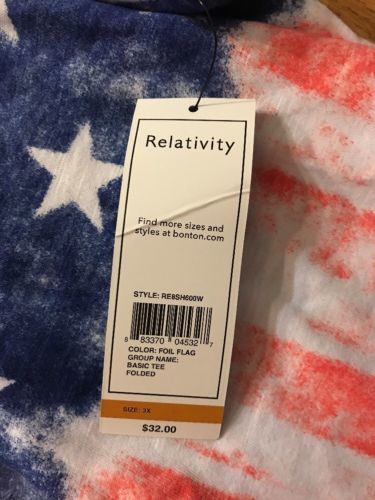 Relativity
Find more sizes and
styles at bonton.com
STYLE: RE8SH600W
8 83370 04532 7
COLOR: FOIL FLAG
GROUP NAME:
BASIC TEE
FOLDED
SIZE: 3X
$32.00